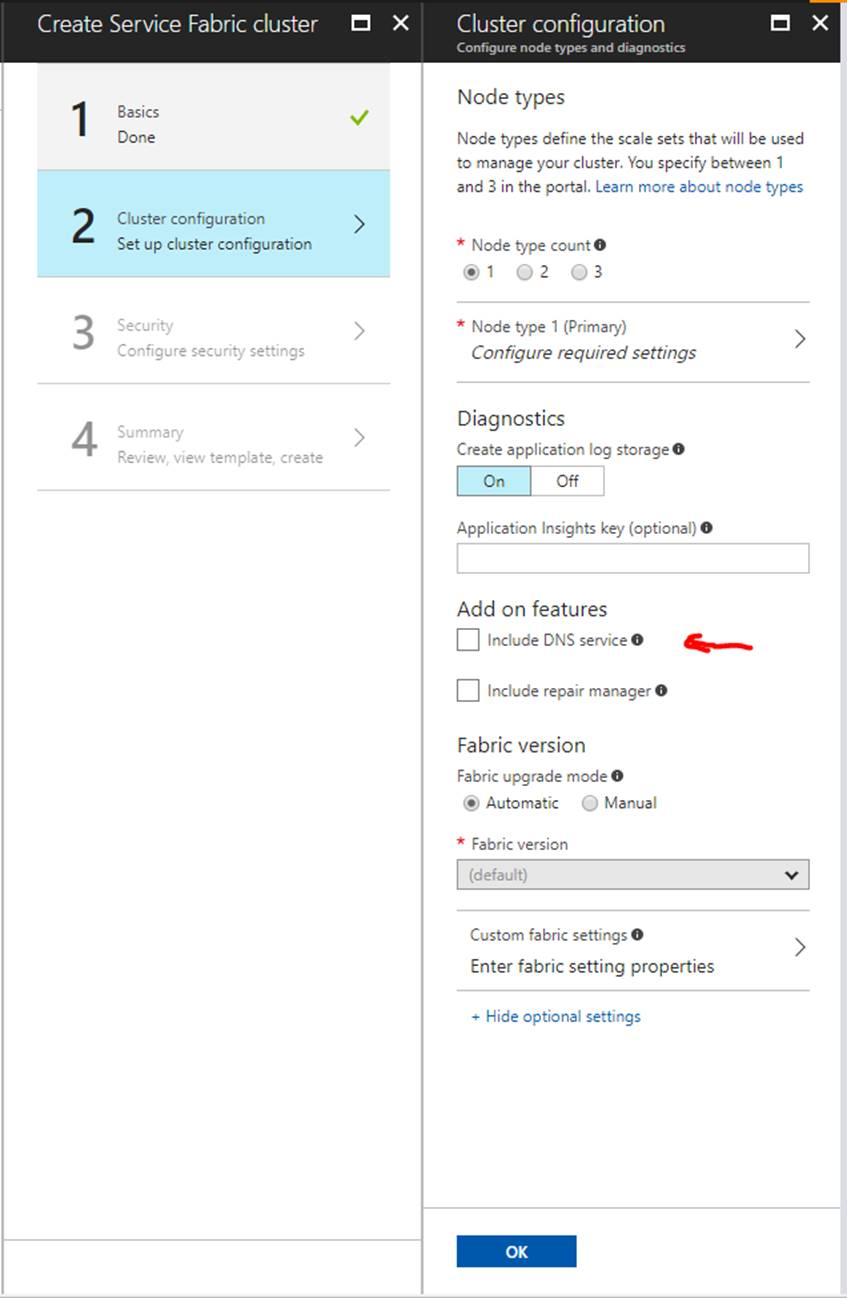 Create Service Fabric cluster
1
Basics
Done
2
Cluster configuration
Set up cluster configuration
3
Security
Configure security settings
4
Summary
Review, view template, create
Cluster configuration
Configure node types and diagnostics
Node types
Node types define the scale sets that will be used
to manage your cluster. You specify between 1
and 3 in the portal. Learn more about node types
* Node type count
1 2 3
* Node type 1 (Primary)
Configure required settings
Diagnostics
Create application log storage
On Off
Application Insights key (optional)
Add on features
Include DNS service
Include repair manager
Fabric version
Fabric upgrade mode
Automatic Manual
* Fabric version
(default)
Custom fabric settings
Enter fabric setting properties
+ Hide optional settings
OK